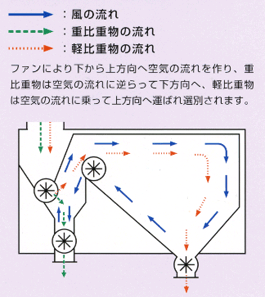 ：風の流れ
：重比重物の流れ
：軽比重物の流れ
ファンにより下から上方向へ空気の流れを作り、重
比重物は空気の流れに逆らって下方向へ、軽比重物
は空気の流れに乗って上方向へ運ばれ選別されます。